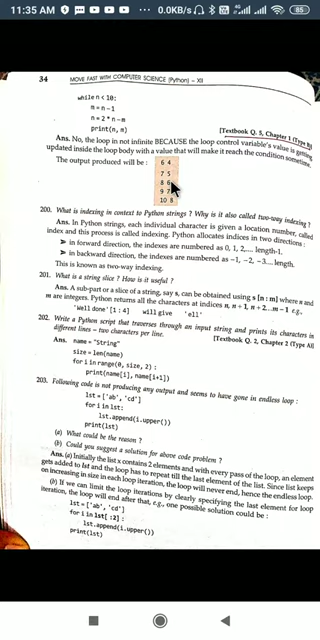 11:35 AM ... 0.0KB/s 85
34 MOVE FAST WITH COMPUTER SCIENCE (Python) – XII
while n < 10:
m = n−1
n = 2 * n−m
print(n, m)
[Textbook Q. 5, Chapter 1 (Type B)]
Ans. No, the loop in not infinite BECAUSE the loop control variable's value is getting
updated inside the loop body with a value that will make it reach the condition sometime.
The output produced will be :
6 4
7 5
8 6
9 7
10 8
200. What is indexing in context to Python strings ? Why is it also called two-way indexing ?
Ans. In Python strings, each individual character is given a location number, called
index and this process is called indexing. Python allocates indices in two directions :
➤ in forward direction, the indexes are numbered as 0, 1, 2,.... length-1.
➤ in backward direction, the indexes are numbered as −1, −2, −3.... length.
This is known as two-way indexing.
201. What is a string slice ? How is it useful ?
Ans. A sub-part or a slice of a string, say s, can be obtained using s [n : m] where n and
m are integers. Python returns all the characters at indices n, n + 1, n + 2...m − 1 e.g.,
'Well done' [1 : 4] will give 'ell'
202. Write a Python script that traverses through an input string and prints its characters in
different lines – two characters per line.
[Textbook Q. 2, Chapter 2 (Type A)]
Ans. name = "String"
size = len(name)
for i in range(0, size, 2) :
print(name[i], name[i+1])
203. Following code is not producing any output and seems to have gone in endless loop :
lst = ['ab', 'cd']
for i in lst:
lst.append(i.upper())
print(lst)
(a) What could be the reason ?
(b) Could you suggest a solution for above code problem ?
Ans. (a) Initially the list x contains 2 elements and with every pass of the loop, an element
gets added to lst and the loop has to repeat till the last element of the list. Since list keeps
on increasing in size in each loop iteration, the loop will never end, hence the endless loop.
(b) If we can limit the loop iterations by clearly specifying the last element for loop
iteration, the loop will end after that, e.g., one possible solution could be :
lst = ['ab', 'cd']
for i in lst[ :2] :
lst.append(i.upper())
print(lst)